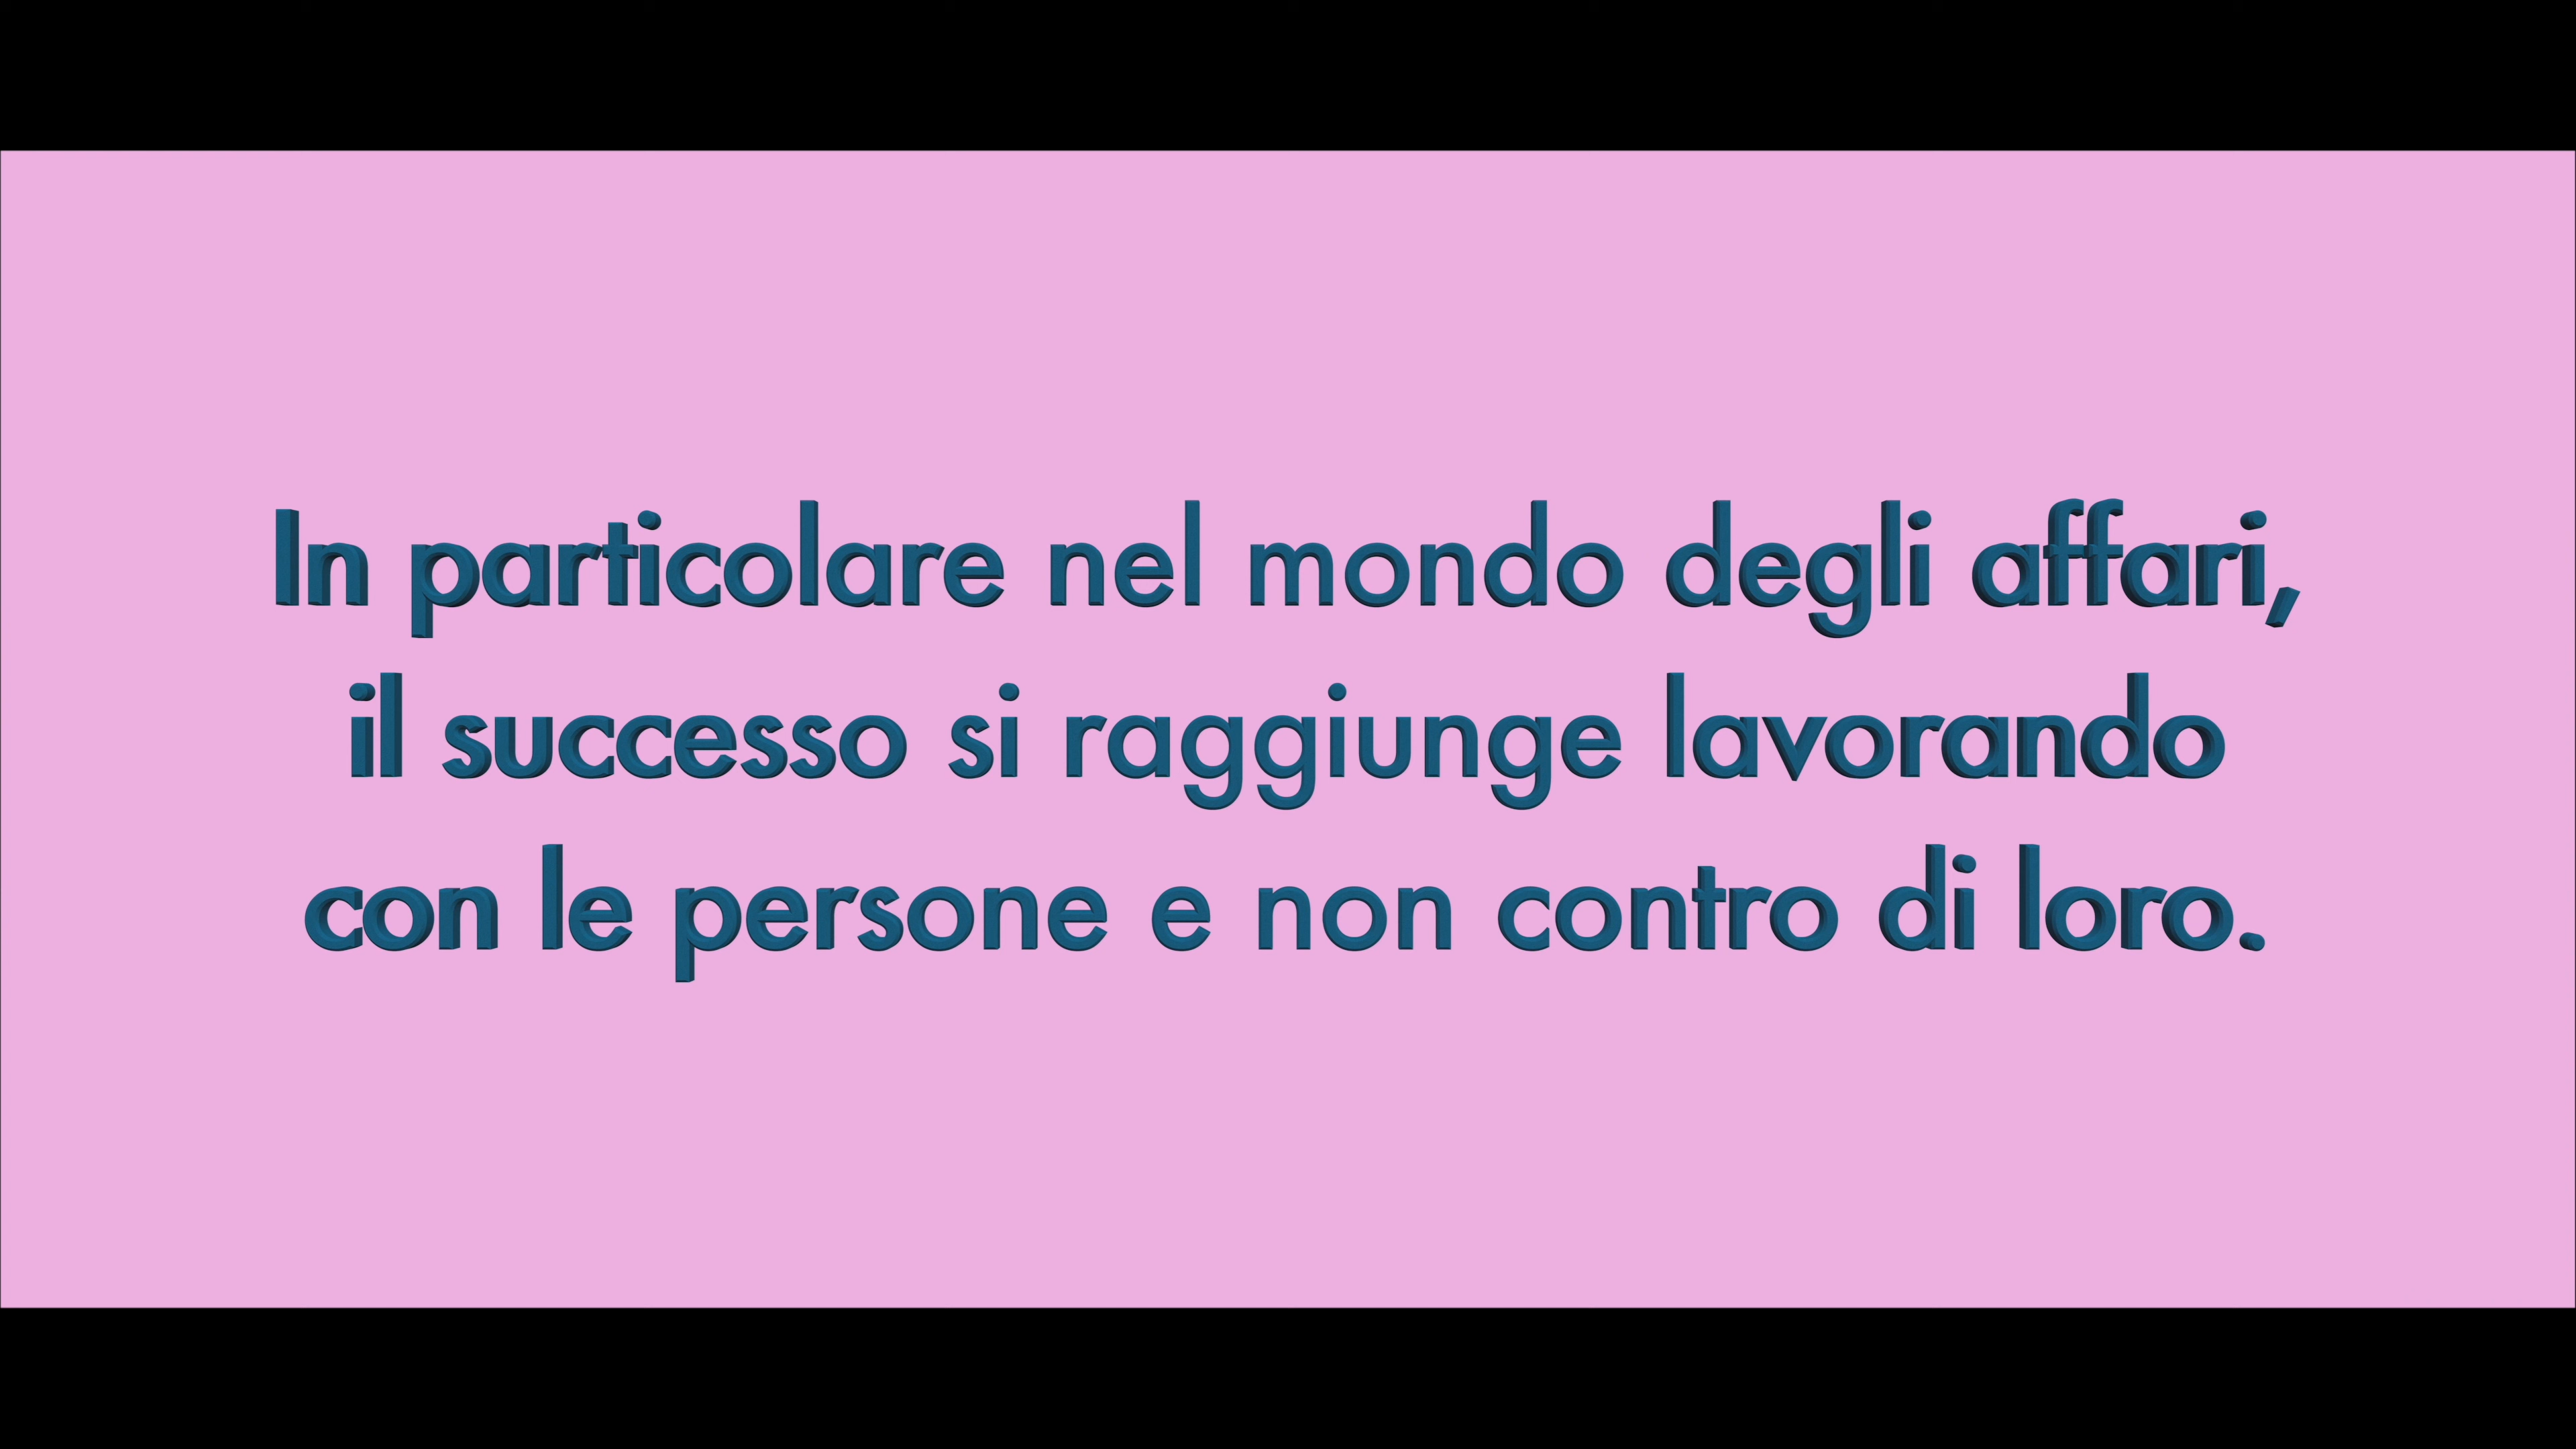 In particolare nel mondo degli affari,
il successo si raggiunge lavorando
con le persone e non contro di loro.